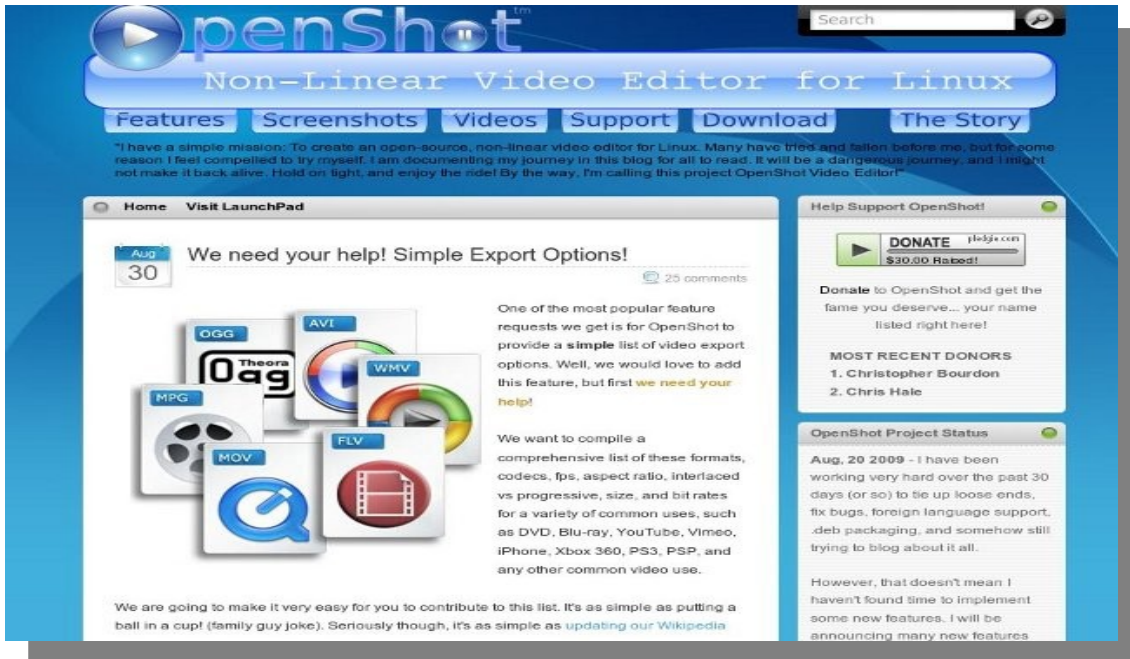 OpenShot™
Search
Non-Linear Video Editor for Linux
Features Screenshots Videos Support Download The Story
"I have a simple mission: To create an open-source, non-linear video editor for Linux. Many have tried and fallen before me, but for some
reason I feel compelled to try myself. I am documenting my journey in this blog for all to read. It will be a dangerous journey, and I might
not make it back alive. Hold on tight, and enjoy the ride! By the way, I'm calling this project OpenShot Video Editor!"
Home Visit LaunchPad
Aug
30
We need your help! Simple Export Options!
25 comments
OGG
Theora
Ogg
AVI
WMV
MPG
MOV
FLV
One of the most popular feature
requests we get is for OpenShot to
provide a simple list of video export
options. Well, we would love to add
this feature, but first we need your
help!
We want to compile a
comprehensive list of these formats,
codecs, fps, aspect ratio, interlaced
vs progressive, size, and bit rates
for a variety of common uses, such
as DVD, Blu-ray, YouTube, Vimeo,
iPhone, Xbox 360, PS3, PSP, and
any other common video use.
We are going to make it very easy for you to contribute to this list. It's as simple as putting a
ball in a cup! (family guy joke). Seriously though, it's as simple as updating our Wikipedia
Help Support OpenShot!
DONATE pledgie.com
$30.00 Raised!
Donate to OpenShot and get the
fame you deserve... your name
listed right here!
MOST RECENT DONORS
1. Christopher Bourdon
2. Chris Hale
OpenShot Project Status
Aug, 20 2009 - I have been
working very hard over the past 30
days (or so) to tie up loose ends,
fix bugs, foreign language support,
.deb packaging, and somehow still
trying to blog about it all.
However, that doesn't mean I
haven't found time to implement
some new features. I will be
announcing many new features